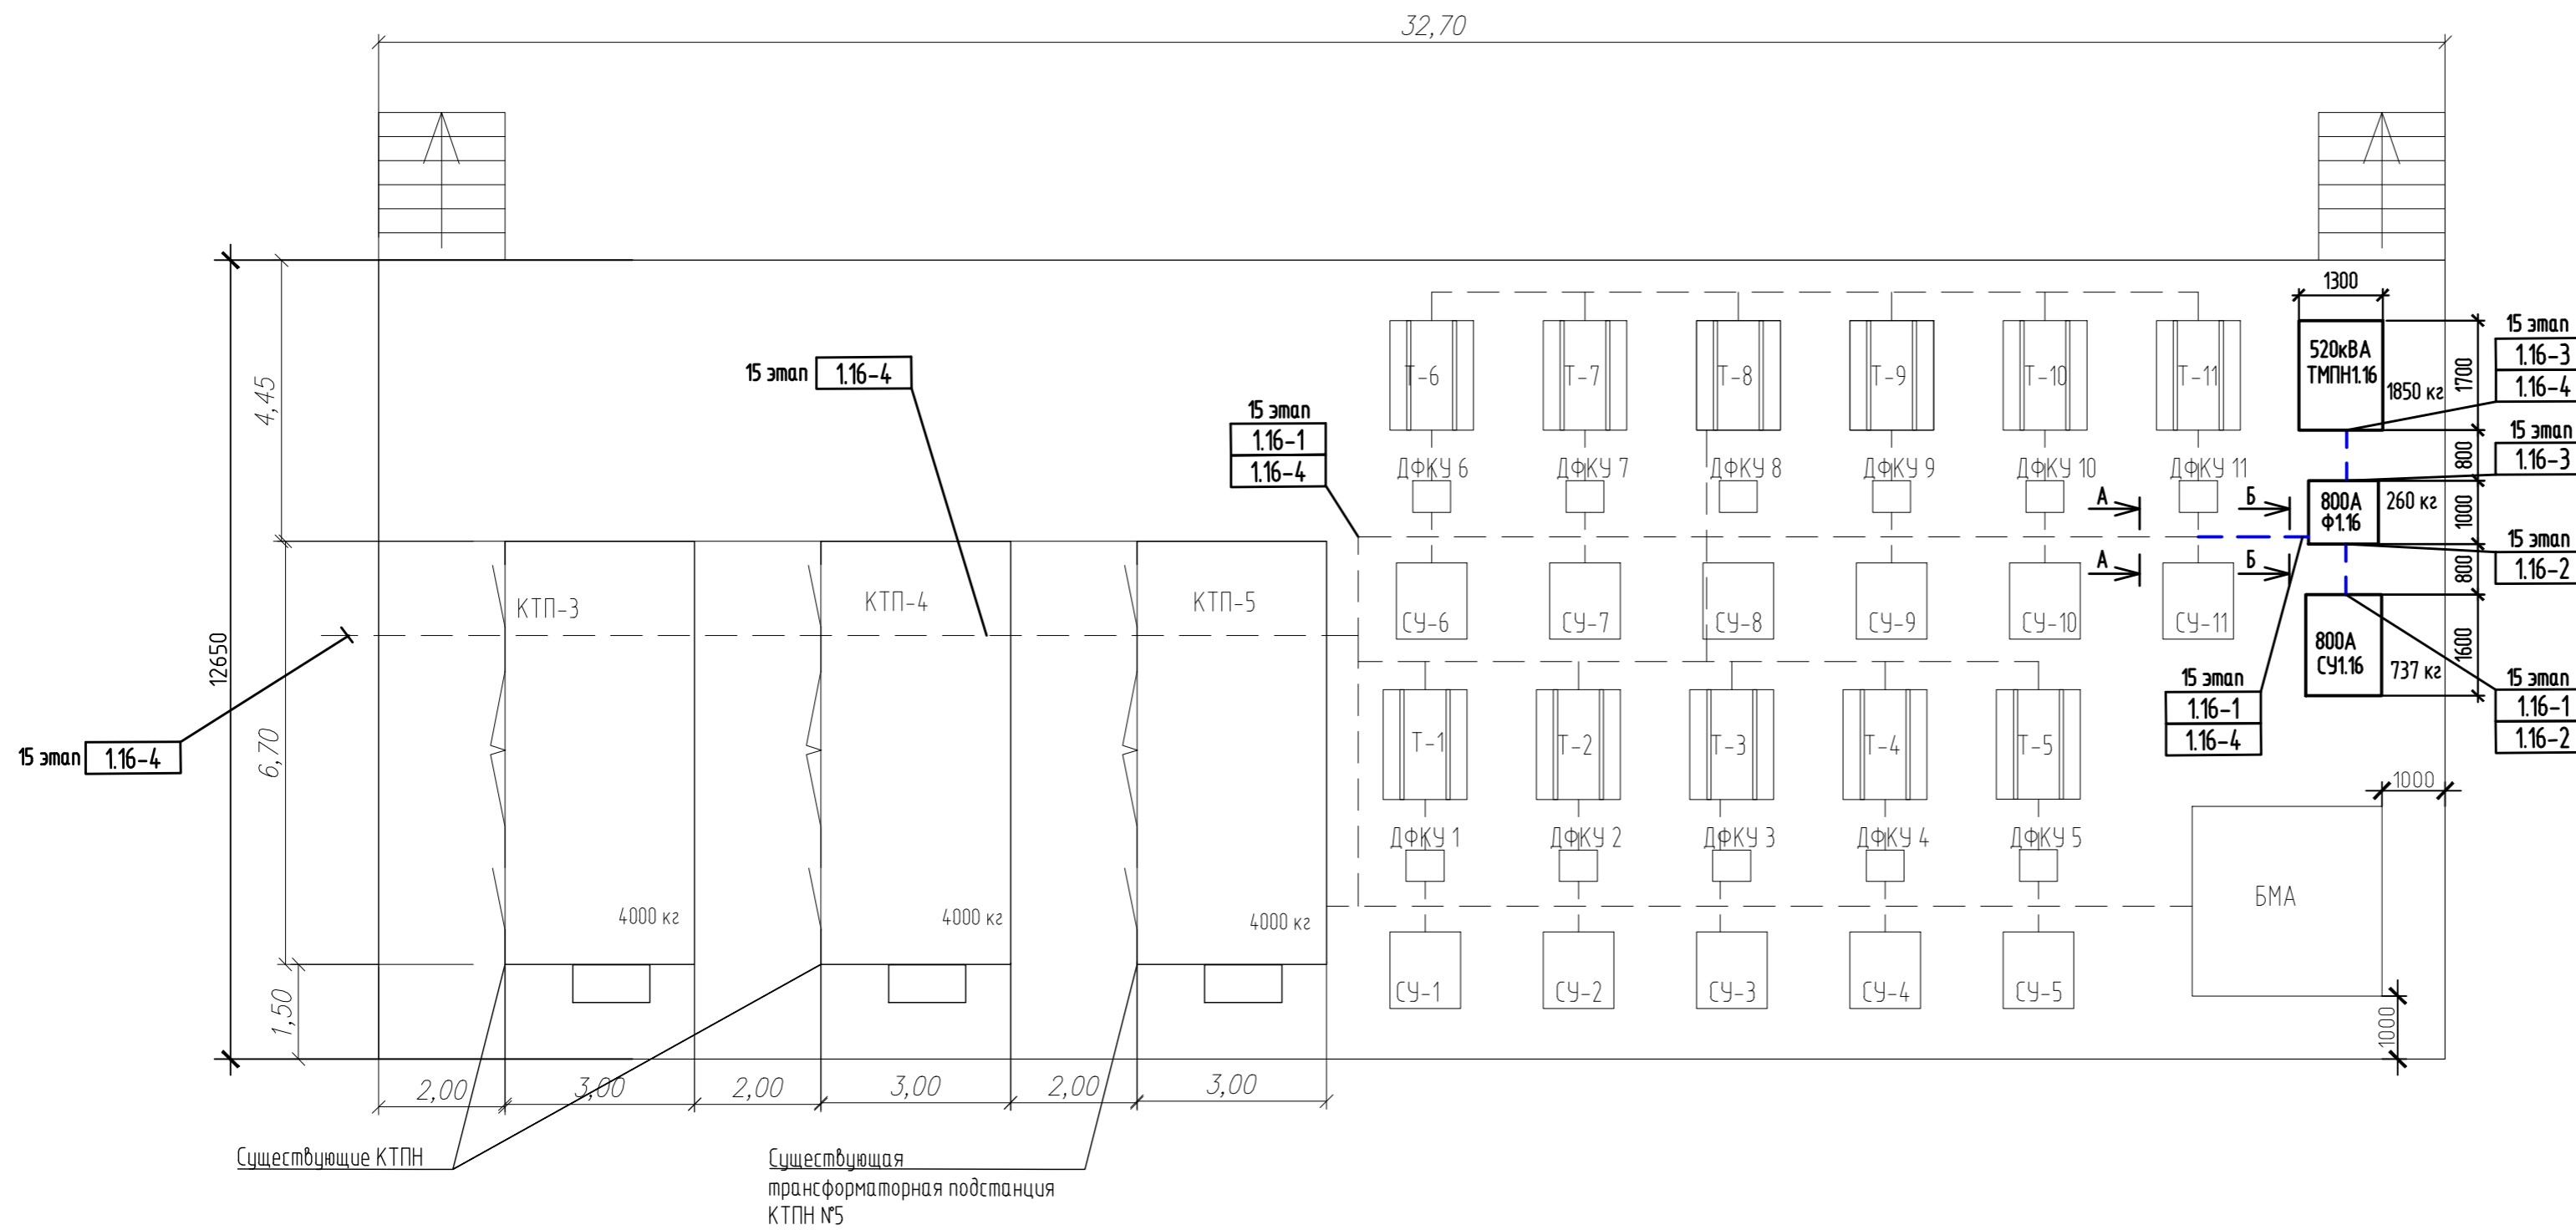 32,70
1300
15 этап
1.16-3
1.16-4
520кВА
ТМПН1.16
1850 кг
1700
Т-6
Т-7
Т-8
Т-9
Т-10
Т-11
15 этап
1.16-4
4,45
15 этап
1.16-1
1.16-4
15 этап
1.16-3
800
ДФКУ 6
ДФКУ 7
ДФКУ 8
ДФКУ 9
ДФКУ 10
ДФКУ 11
А
Б
800А
Ф1.16
260 кг
1000
15 этап
1.16-2
А
Б
800
КТП-3
КТП-4
КТП-5
СУ-6
СУ-7
СУ-8
СУ-9
СУ-10
СУ-11
800А
СУ1.16
737 кг
1600
12650
15 этап
1.16-1
1.16-4
15 этап
1.16-1
1.16-2
15 этап
1.16-4
6,70
Т-1
Т-2
Т-3
Т-4
Т-5
1000
ДФКУ 1
ДФКУ 2
ДФКУ 3
ДФКУ 4
ДФКУ 5
БМА
4000 кг
4000 кг
4000 кг
СУ-1
СУ-2
СУ-3
СУ-4
СУ-5
1,50
1000
2,00
3,00
2,00
3,00
2,00
3,00
Существующие КТПН
Существующая
трансформаторная подстанция
КТПН №5